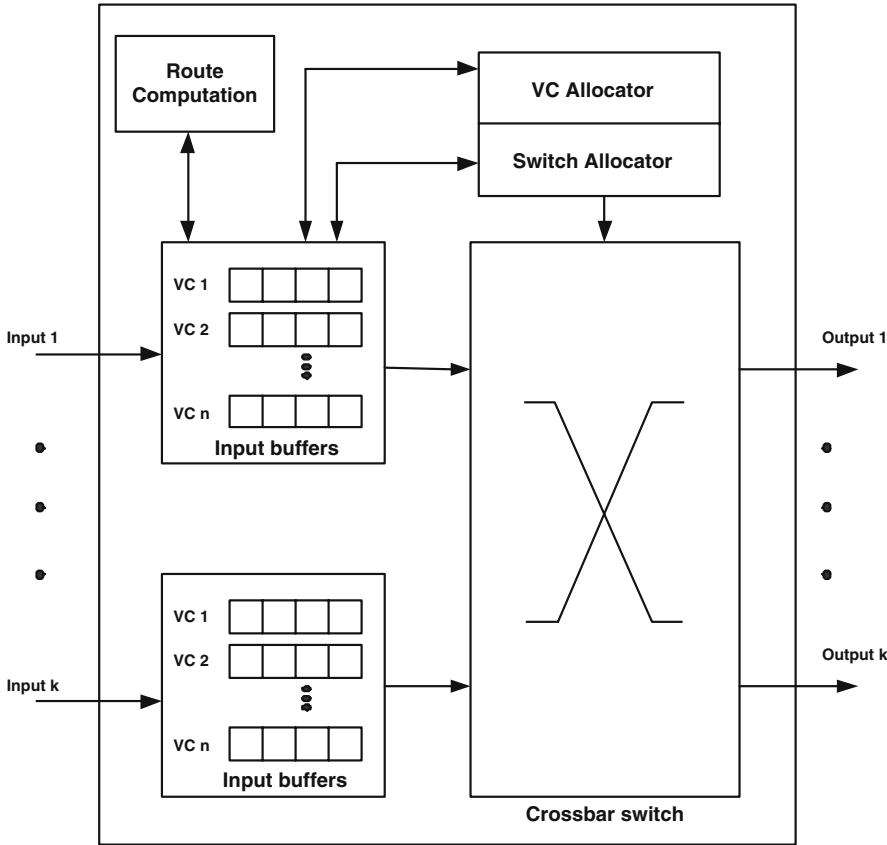 Route
Computation
VC Allocator
Switch Allocator
VC 1
VC 2
VC n
Input buffers
Input 1
Output 1
VC 1
VC 2
VC n
Input buffers
Input k
Output k
Crossbar switch